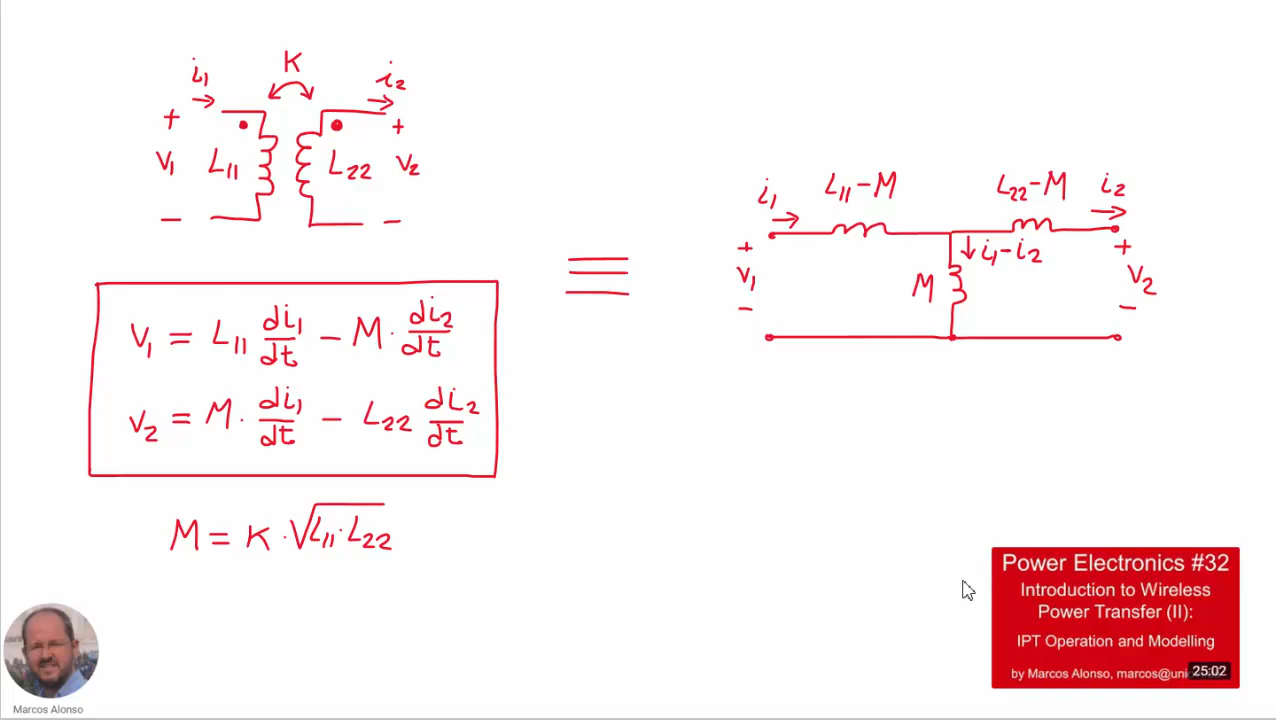 i₁ K i₂
+ +
V₁ L₁₁ L₂₂ V₂
− −
V₁ = L₁₁ di₁/dt − M · di₂/dt
V₂ = M · di₁/dt − L₂₂ di₂/dt
M = K · √(L₁₁ · L₂₂)
≡
i₁ L₁₁−M L₂₂−M i₂
+ ↓ i₁−i₂ +
V₁ M V₂
− −
Power Electronics #32
Introduction to Wireless
Power Transfer (II):
IPT Operation and Modelling
by Marcos Alonso, marcos@uni
25:02
Marcos Alonso